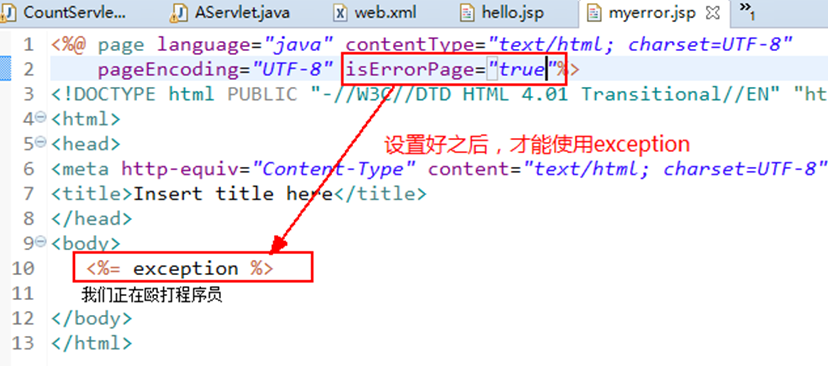 CountServle... AServlet.java web.xml hello.jsp myerror.jsp »1
1 <%@ page language="java" contentType="text/html; charset=UTF-8"
2 pageEncoding="UTF-8" isErrorPage="true"%>
3 <!DOCTYPE html PUBLIC "-//W3C//DTD HTML 4.01 Transitional//EN" "ht
4 <html>
5 <head>
设置好之后，才能使用exception
6 <meta http-equiv="Content-Type" content="text/html; charset=UTF-8"
7 <title>Insert title here</title>
8 </head>
9 <body>
10 <%= exception %>
11 我们正在殴打程序员
12 </body>
13 </html>